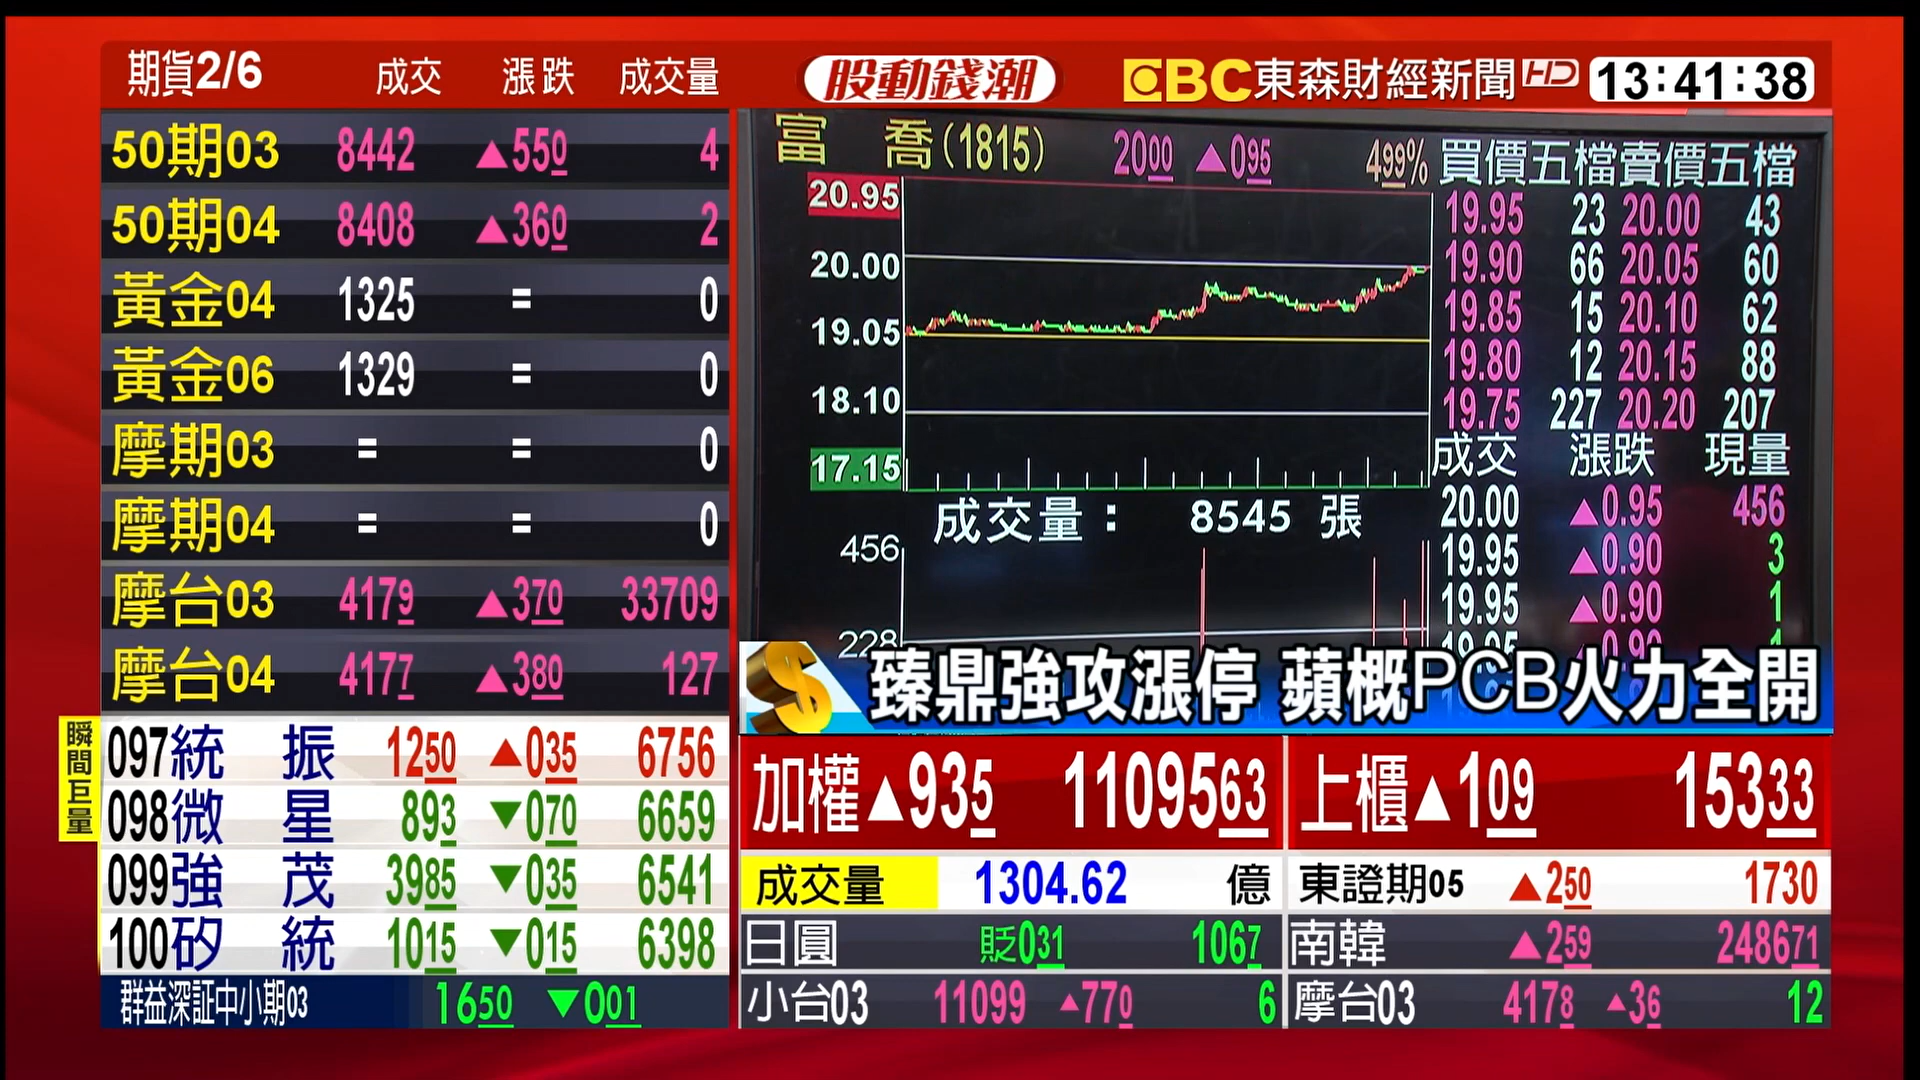 期貨2/6 成交 漲跌 成交量
股動錢潮
EBC 東森財經新聞 HD 13:41:38
50期03 8442 ▲550 4
50期04 8408 ▲360 2
黃金04 1325 = 0
黃金06 1329 = 0
摩期03 = = 0
摩期04 = = 0
摩台03 4179 ▲370 33709
摩台04 4177 ▲380 127
瞬間巨量
097統振 1250 ▲035 6756
098微星 893 ▼070 6659
099強茂 3985 ▼035 6541
100矽統 1015 ▼015 6398
群益深証中小期03 1650 ▼001
富喬(1815) 2000 ▲095 499%
20.95
20.00
19.05
18.10
17.15
成交量: 8545 張
456
228
買價五檔賣價五檔
19.95 23 20.00 43
19.90 66 20.05 60
19.85 15 20.10 62
19.80 12 20.15 88
19.75 227 20.20 207
成交 漲跌 現量
20.00 ▲0.95 456
19.95 ▲0.90 3
19.95 ▲0.90 1
臻鼎強攻漲停 蘋概PCB火力全開
加權▲935 1109563
上櫃▲109 15333
成交量 1304.62 億
東證期05 ▲250 1730
日圓 貶031 1067
南韓 ▲259 248671
小台03 11099 ▲770 6
摩台03 4178 ▲36 12